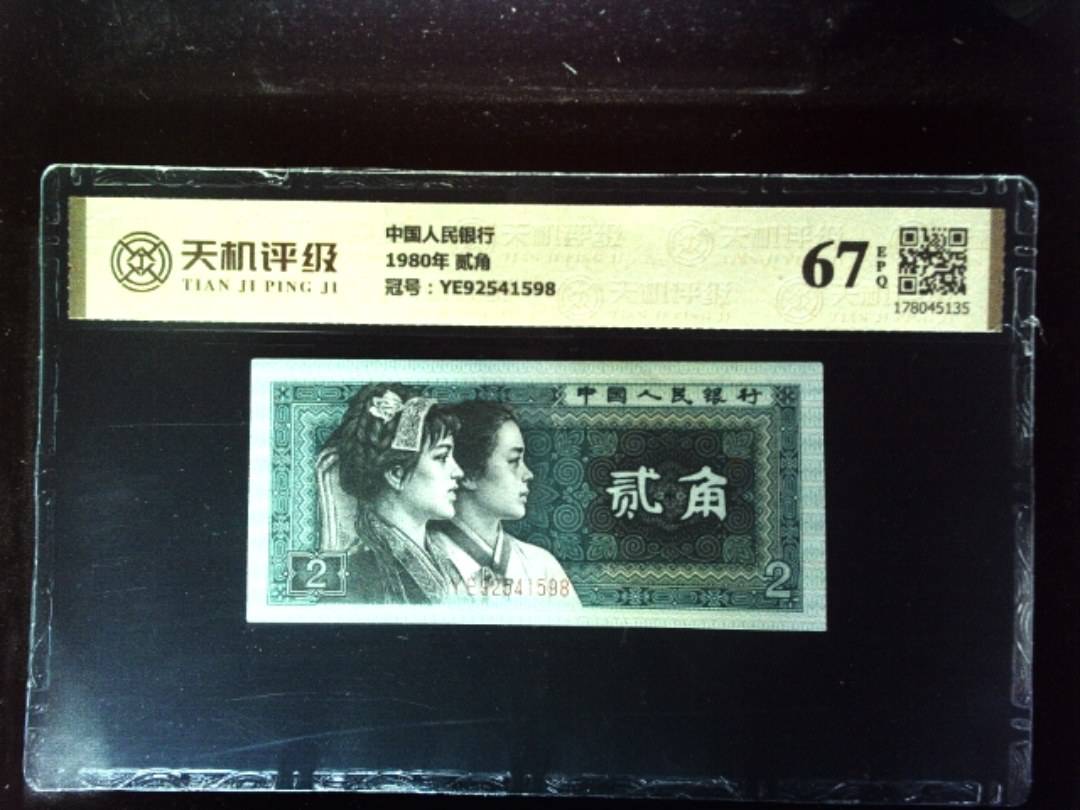 天机评级
TIAN JI PING JI
中国人民银行
1980年 贰角
冠号：YE92541598
67
EPQ
178045135
中国人民银行
贰角
2
YE92541598
2